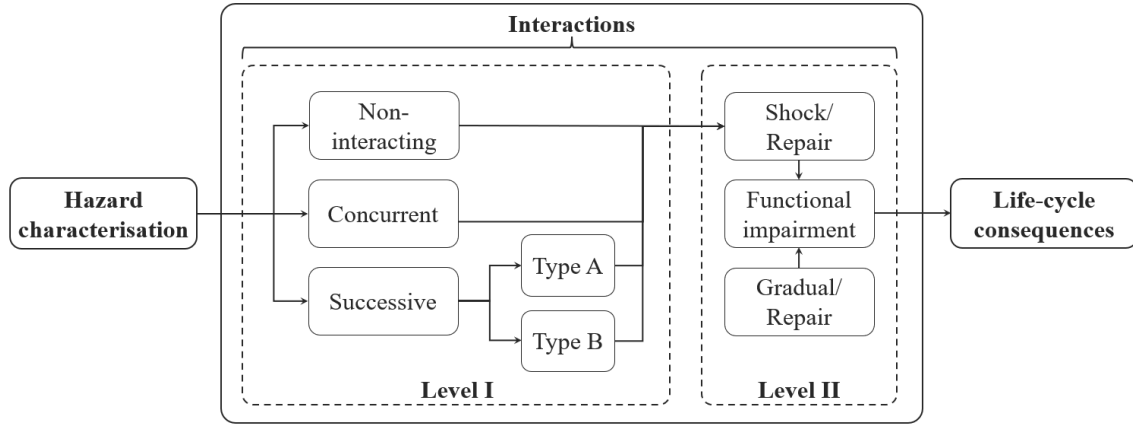 Interactions
Hazard
characterisation
Non-
interacting
Concurrent
Successive
Type A
Type B
Level I
Shock/
Repair
Functional
impairment
Gradual/
Repair
Level II
Life-cycle
consequences